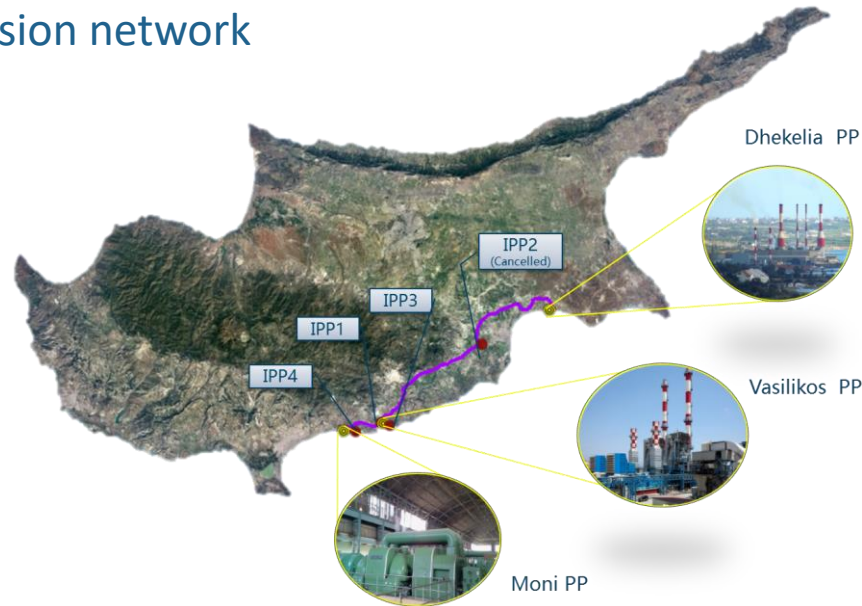 sion network
Dhekelia PP
IPP2
(Cancelled)
IPP3
IPP1
IPP4
Vasilikos PP
Moni PP